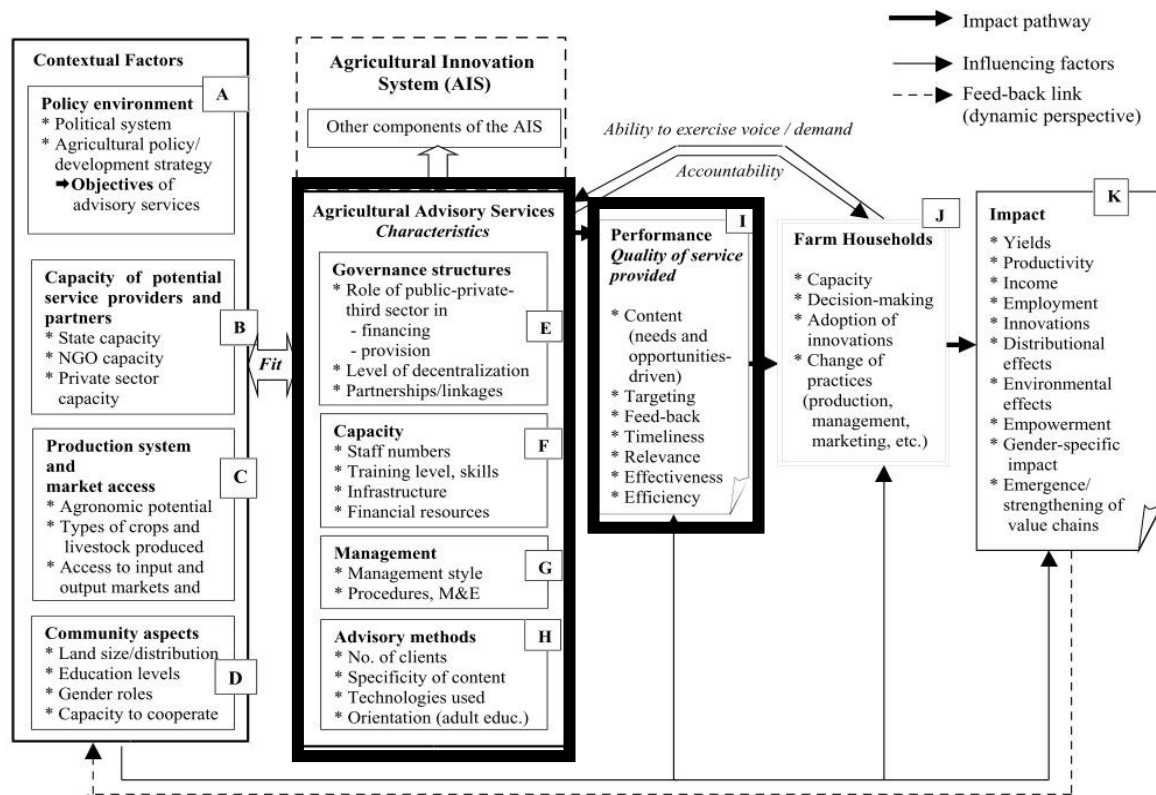 Impact pathway
Influencing factors
Feed-back link
(dynamic perspective)
Contextual Factors
A
Policy environment
* Political system
* Agricultural policy/
development strategy
➡Objectives of
advisory services
Capacity of potential
service providers and
partners
B
* State capacity
* NGO capacity
* Private sector
capacity
Production system
and
market access
C
* Agronomic potential
* Types of crops and
livestock produced
* Access to input and
output markets and
Community aspects
* Land size/distribution
* Education levels
D
* Gender roles
* Capacity to cooperate
Fit
Agricultural Innovation
System (AIS)
Other components of the AIS
Agricultural Advisory Services
Characteristics
Governance structures
* Role of public-private-
third sector in
E
- financing
- provision
* Level of decentralization
* Partnerships/linkages
Capacity
F
* Staff numbers
* Training level, skills
* Infrastructure
* Financial resources
Management
* Management style
G
* Procedures, M&E
Advisory methods
H
* No. of clients
* Specificity of content
* Technologies used
* Orientation (adult educ.)
Ability to exercise voice / demand
Accountability
I
Performance
Quality of service
provided
* Content
(needs and
opportunities-
driven)
* Targeting
* Feed-back
* Timeliness
* Relevance
* Effectiveness
* Efficiency
J
Farm Households
* Capacity
* Decision-making
* Adoption of
innovations
* Change of
practices
(production,
management,
marketing, etc.)
K
Impact
* Yields
* Productivity
* Income
* Employment
* Innovations
* Distributional
effects
* Environmental
effects
* Empowerment
* Gender-specific
impact
* Emergence/
strengthening of
value chains